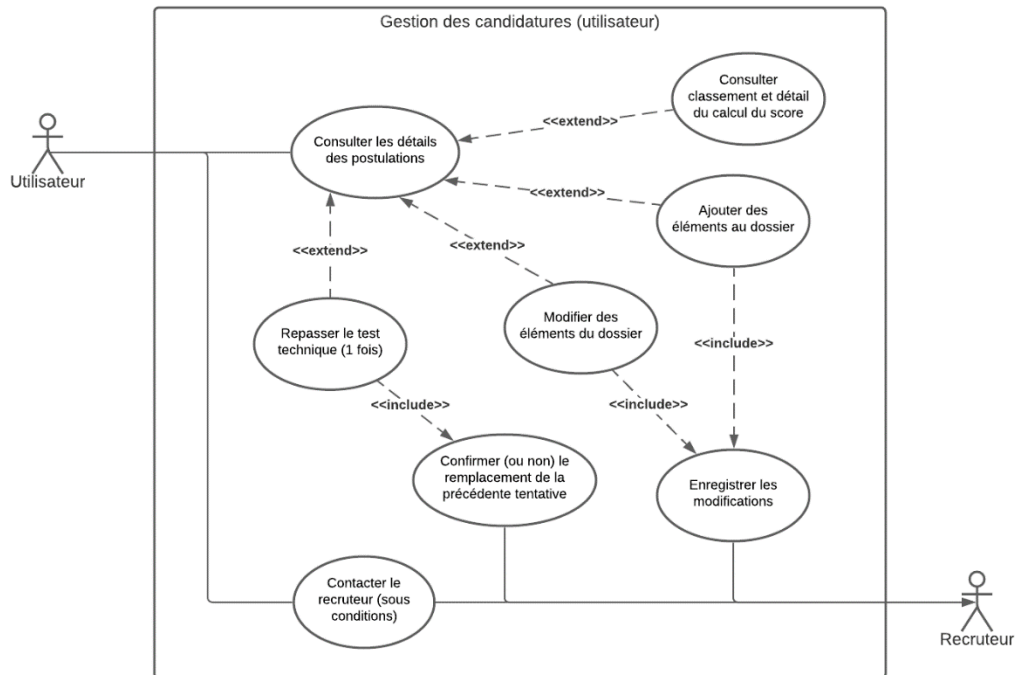 Gestion des candidatures (utilisateur)
Consulter
classement et détail
du calcul du score
<<extend>>
Consulter les détails
des postulations
Utilisateur
<<extend>>
Ajouter des
éléments au dossier
<<extend>>
<<extend>>
Modifier des
éléments du dossier
Repasser le test
technique (1 fois)
<<include>>
<<include>>
<<include>>
Confirmer (ou non) le
remplacement de la
précédente tentative
Enregistrer les
modifications
Contacter le
recruteur (sous
conditions)
Recruteur